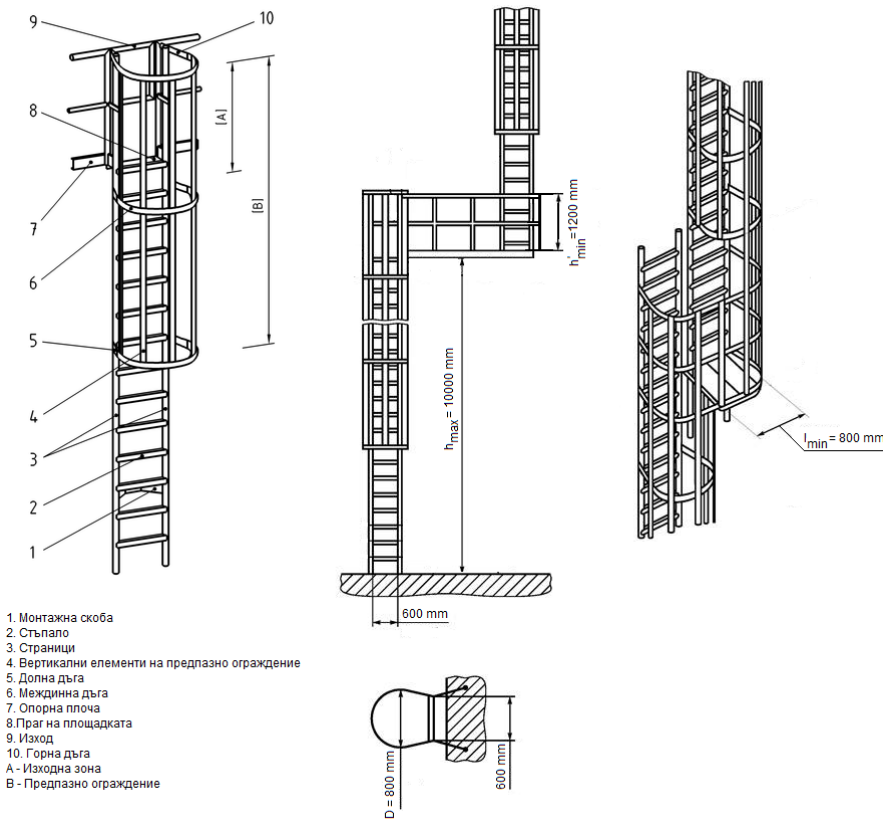 9
10
8
[A]
[B]
7
6
5
4
3
2
1
h'min =1200 mm
hmax = 10000 mm
lmin = 800 mm
600 mm
1. Монтажна скоба
2. Стъпало
3. Страници
4. Вертикални елементи на предпазно ограждение
5. Долна дъга
6. Междинна дъга
7. Опорна плоча
8.Праг на площадката
9. Изход
10. Горна дъга
А - Изходна зона
В - Предпазно ограждение
D = 800 mm
600 mm